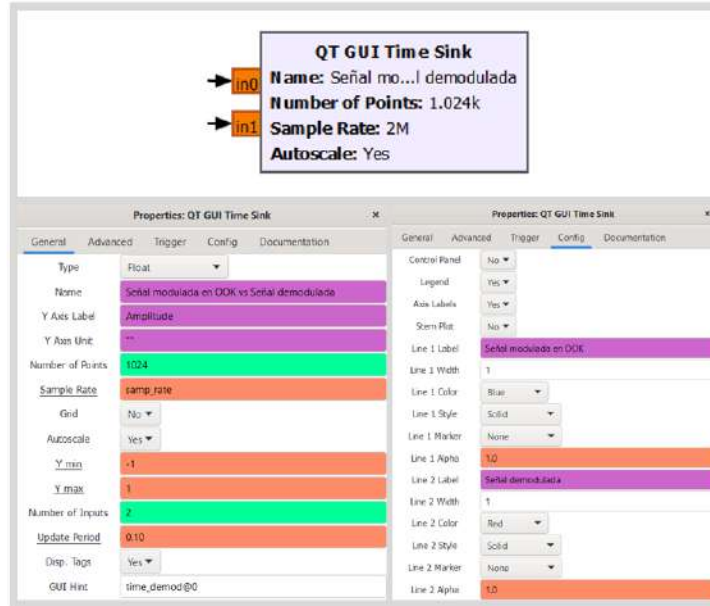 QT GUI Time Sink
in0
Name: Señal mo...l demodulada
Number of Points: 1.024k
in1
Sample Rate: 2M
Autoscale: Yes
Properties: QT GUI Time Sink
×
General Advanced Trigger Config Documentation
Type Float
Name Señal modulada en OOK vs Señal demodulada
Y Axis Label Amplitude
Y Axis Unit ""
Number of Points 1024
Sample Rate samp_rate
Grid No
Autoscale Yes
Y min -1
Y max 1
Number of Inputs 2
Update Period 0.10
Disp. Tags Yes
GUI Hint time_demod@0
Properties: QT GUI Time Sink
×
General Advanced Trigger Config Documentation
Control Panel No
Legend Yes
Axis Labels Yes
Stem Plot No
Line 1 Label Señal modulada en OOK
Line 1 Width 1
Line 1 Color Blue
Line 1 Style Solid
Line 1 Marker None
Line 1 Alpha 1.0
Line 2 Label Señal demodulada
Line 2 Width 1
Line 2 Color Red
Line 2 Style Solid
Line 2 Marker None
Line 2 Alpha 1.0